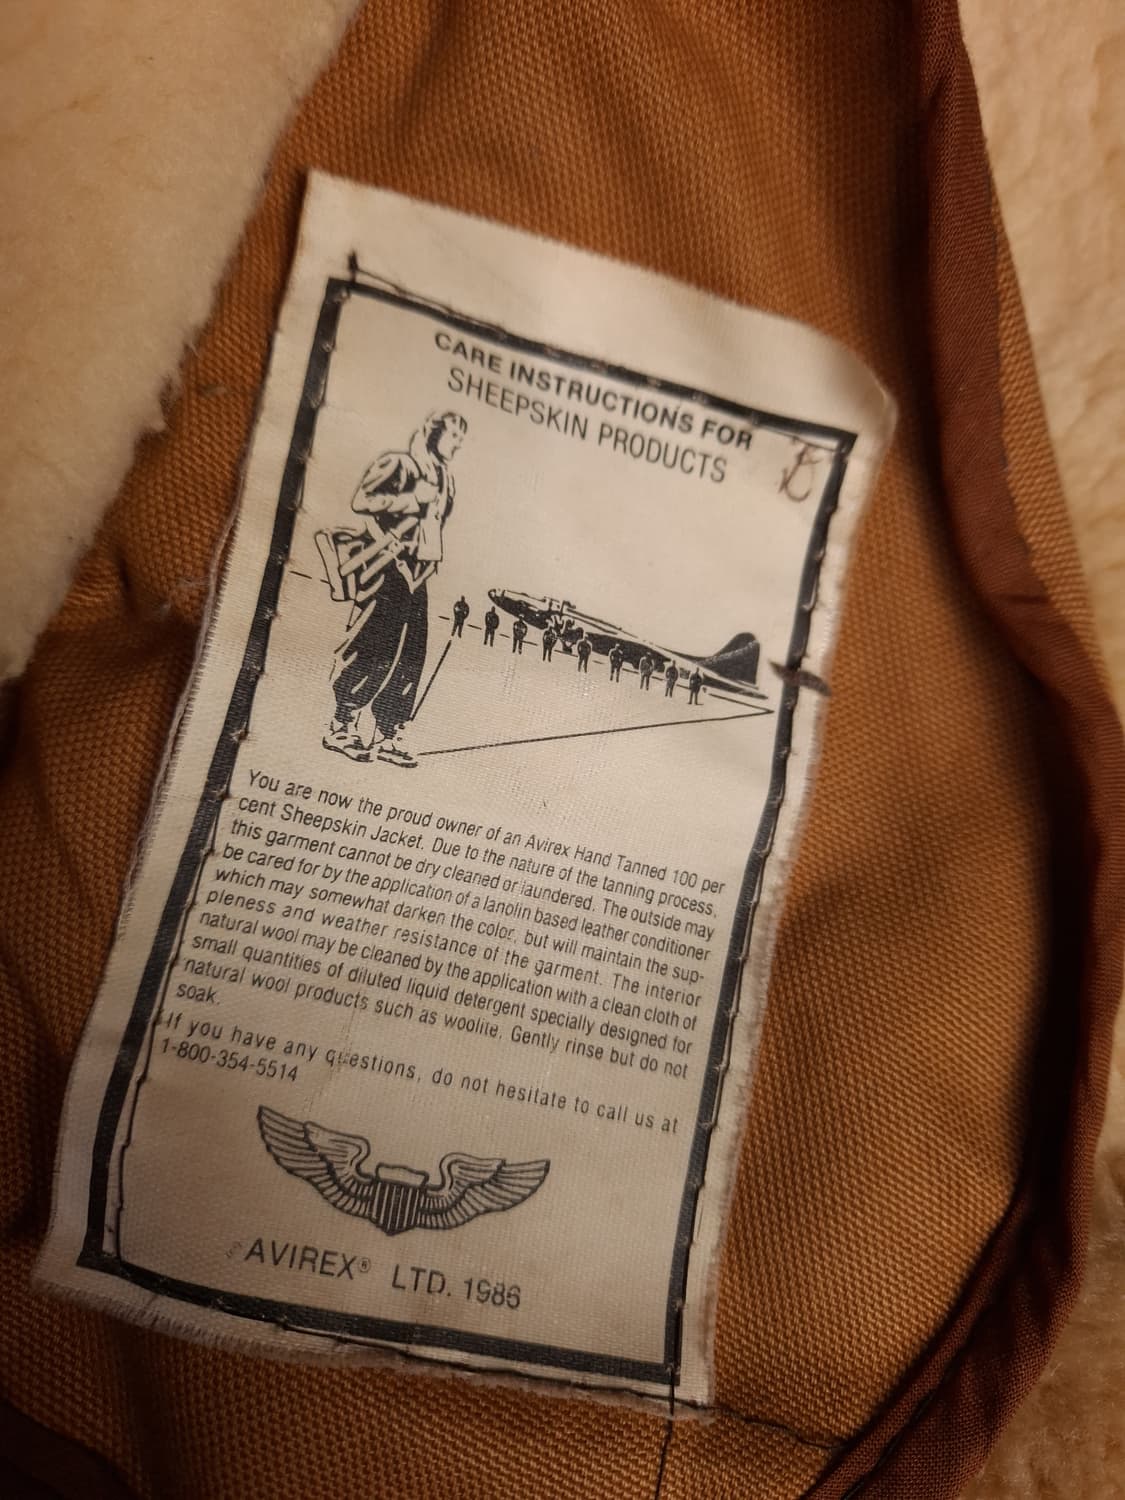 CARE INSTRUCTIONS FOR
SHEEPSKIN PRODUCTS
You are now the proud owner of an Avirex Hand Tanned 100 per
cent Sheepskin Jacket. Due to the nature of the tanning process,
this garment cannot be dry cleaned or laundered. The outside may
be cared for by the application of a lanolin based leather conditioner
which may somewhat darken the color, but will maintain the sup-
pleness and weather resistance of the garment. The interior
natural wool may be cleaned by the application with a clean cloth of
small quantities of diluted liquid detergent specially designed for
natural wool products such as woolite. Gently rinse but do not
soak.
If you have any questions, do not hesitate to call us at
1-800-354-5514
AVIREX® LTD. 1986